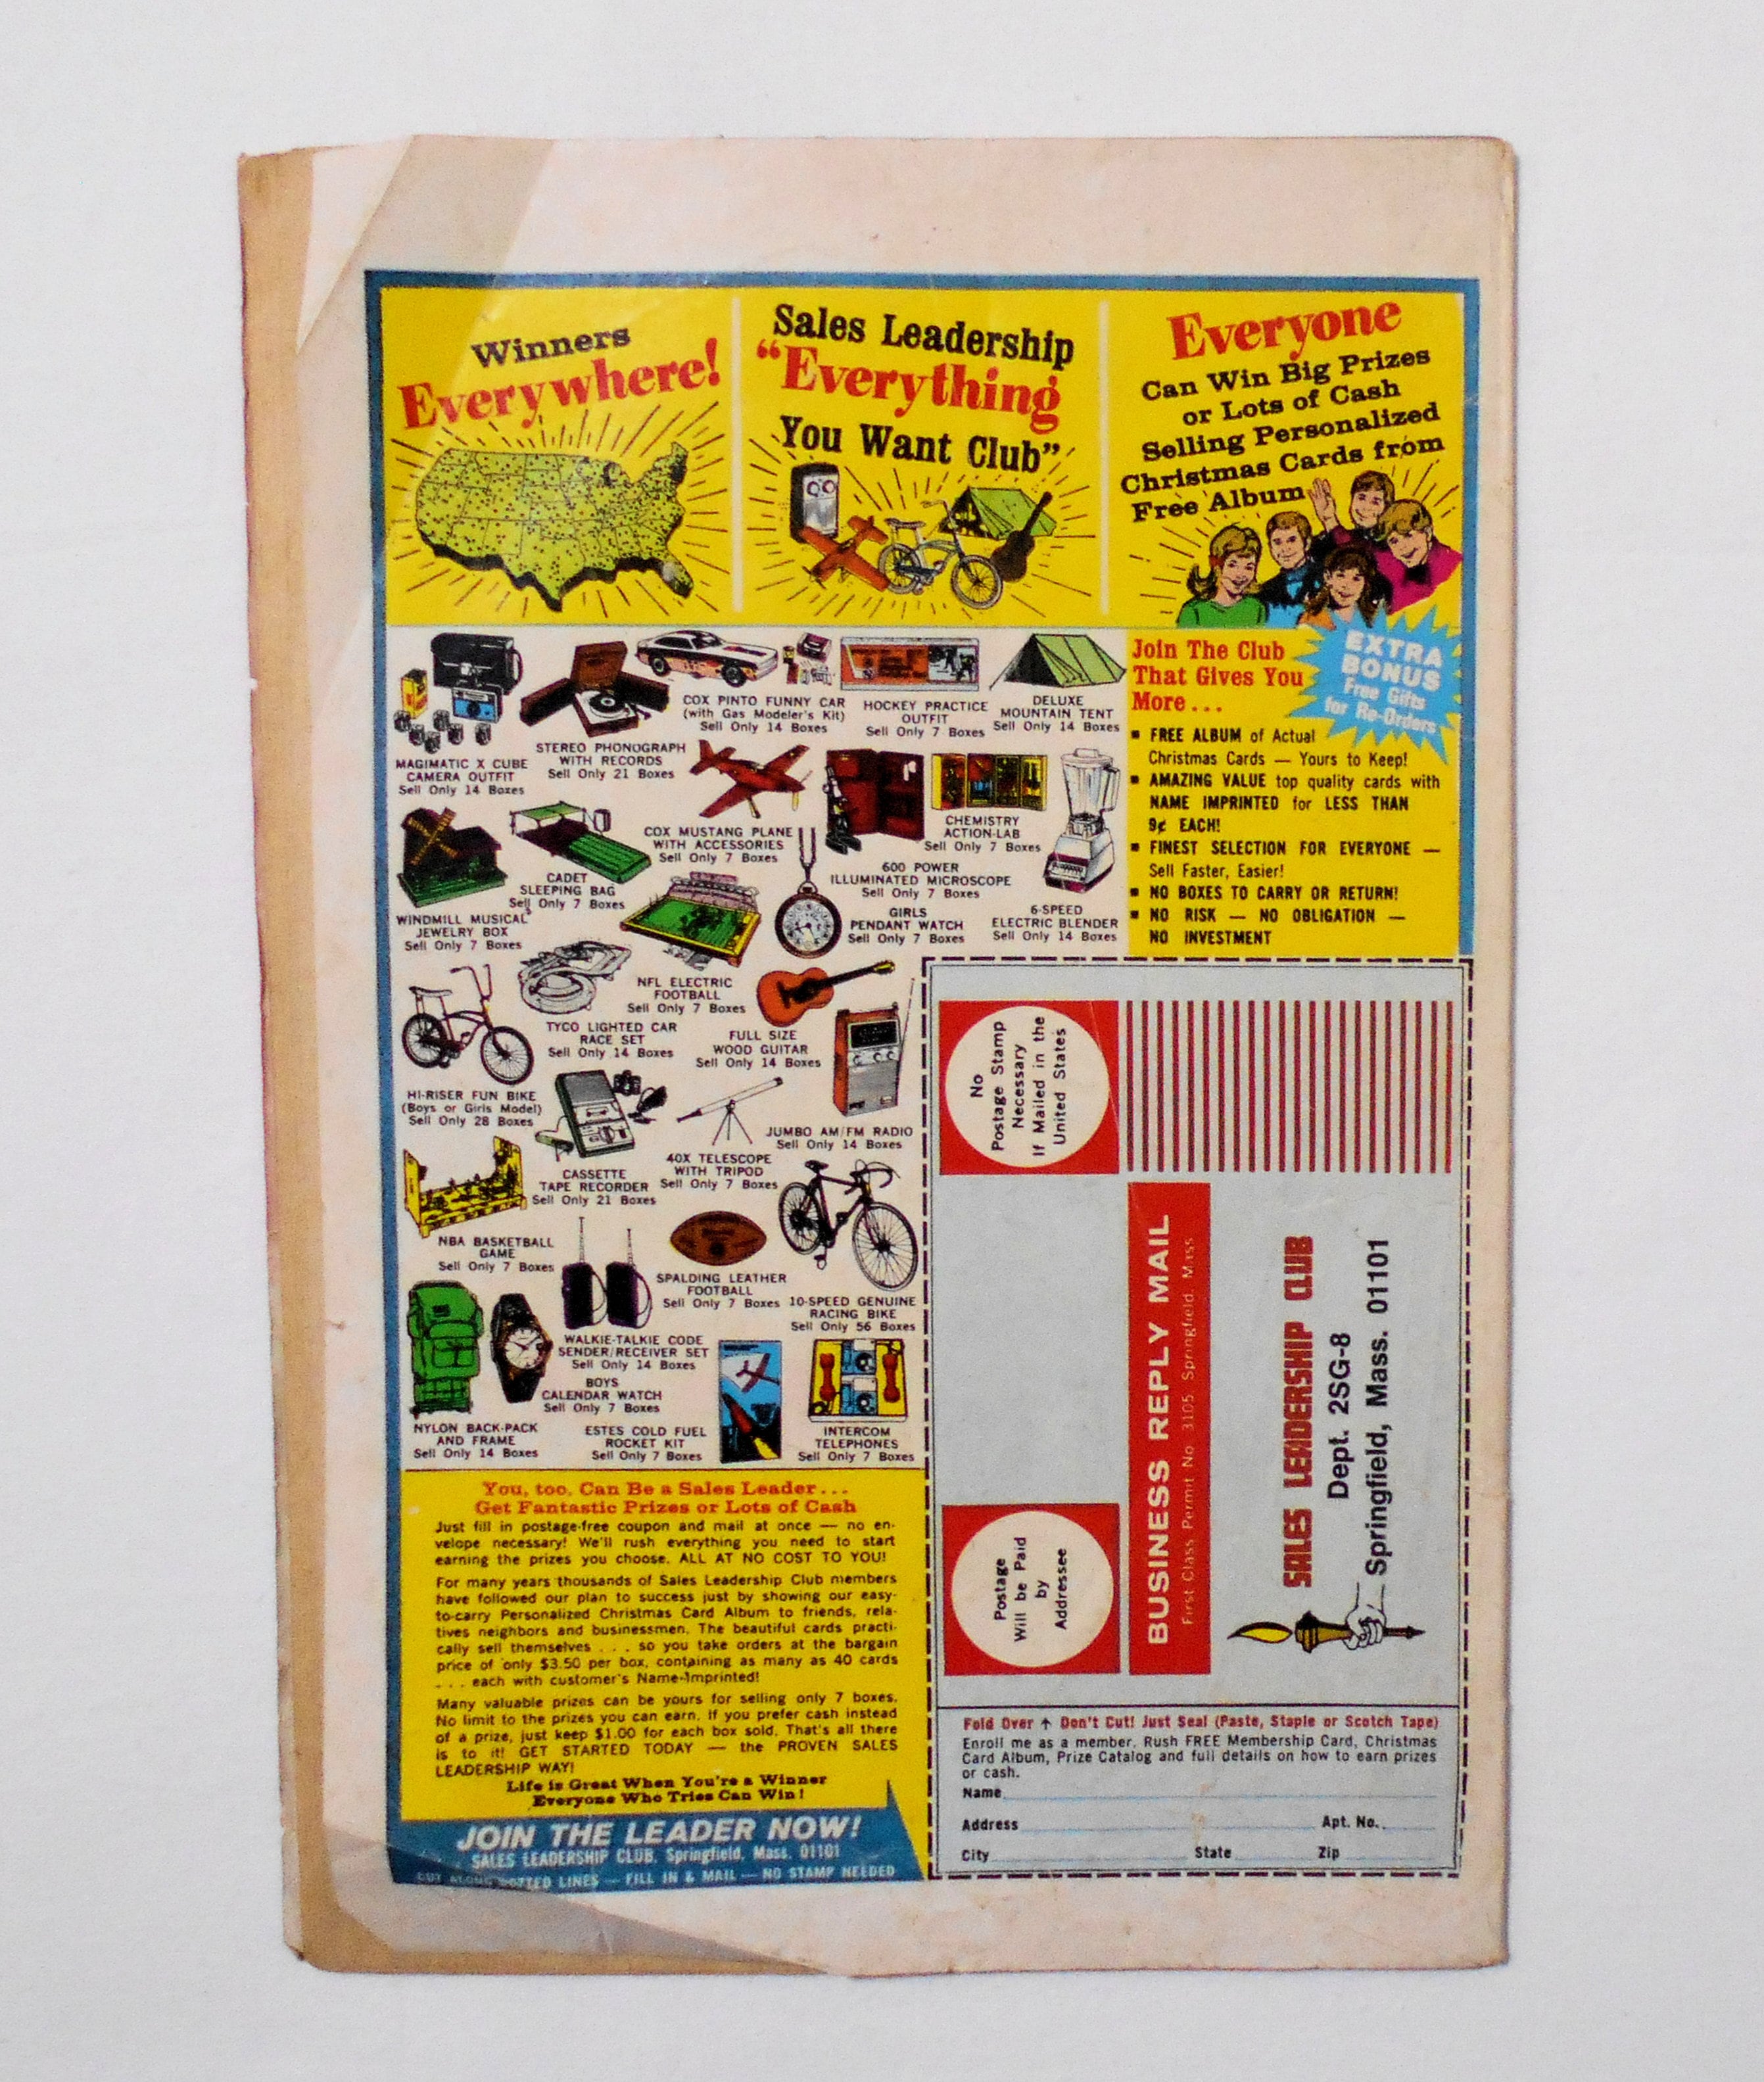 Winners
Everywhere!
Sales Leadership
"Everything
You Want Club"
Everyone
Can Win Big Prizes
or Lots of Cash
Selling Personalized
Christmas Cards from
Free Album
MAGIMATIC X CUBE
CAMERA OUTFIT
Sell Only 14 Boxes
STEREO PHONOGRAPH
WITH RECORDS
Sell Only 21 Boxes
COX PINTO FUNNY CAR
(with Gas Modeler's Kit)
Sell Only 14 Boxes
HOCKEY PRACTICE
OUTFIT
Sell Only 7 Boxes
DELUXE
MOUNTAIN TENT
Sell Only 14 Boxes
COX MUSTANG PLANE
WITH ACCESSORIES
Sell Only 7 Boxes
CHEMISTRY
ACTION-LAB
Sell Only 7 Boxes
600 POWER
ILLUMINATED MICROSCOPE
Sell Only 7 Boxes
CADET
SLEEPING BAG
Sell Only 7 Boxes
WINDMILL MUSICAL
JEWELRY BOX
Sell Only 7 Boxes
GIRLS
PENDANT WATCH
Sell Only 7 Boxes
6-SPEED
ELECTRIC BLENDER
Sell Only 14 Boxes
NFL ELECTRIC
FOOTBALL
Sell Only 7 Boxes
TYCO LIGHTED CAR
RACE SET
Sell Only 14 Boxes
FULL SIZE
WOOD GUITAR
Sell Only 14 Boxes
HI-RISER FUN BIKE
(Boys or Girls Model)
Sell Only 28 Boxes
JUMBO AM/FM RADIO
Sell Only 14 Boxes
CASSETTE
TAPE RECORDER
Sell Only 21 Boxes
40X TELESCOPE
WITH TRIPOD
Sell Only 7 Boxes
NBA BASKETBALL
GAME
Sell Only 7 Boxes
SPALDING LEATHER
FOOTBALL
Sell Only 7 Boxes
10-SPEED GENUINE
RACING BIKE
Sell Only 56 Boxes
WALKIE-TALKIE CODE
SENDER/RECEIVER SET
Sell Only 14 Boxes
BOYS
CALENDAR WATCH
Sell Only 7 Boxes
NYLON BACK-PACK
AND FRAME
Sell Only 14 Boxes
ESTES COLD FUEL
ROCKET KIT
Sell Only 7 Boxes
INTERCOM
TELEPHONES
Sell Only 7 Boxes
Join The Club
That Gives You
More...
EXTRA
BONUS
Free Gifts
for Re-Orders
■ FREE ALBUM of Actual
Christmas Cards — Yours to Keep!
■ AMAZING VALUE top quality cards with
NAME IMPRINTED for LESS THAN
9¢ EACH!
■ FINEST SELECTION FOR EVERYONE —
Sell Faster, Easier!
■ NO BOXES TO CARRY OR RETURN!
■ NO RISK — NO OBLIGATION —
NO INVESTMENT
You, too, Can Be a Sales Leader...
Get Fantastic Prizes or Lots of Cash
Just fill in postage-free coupon and mail at once — no en-
velope necessary! We'll rush everything you need to start
earning the prizes you choose. ALL AT NO COST TO YOU!
For many years thousands of Sales Leadership Club members
have followed our plan to success just by showing our easy-
to-carry Personalized Christmas Card Album to friends, rela-
tives neighbors and businessmen. The beautiful cards practi-
cally sell themselves . . . so you take orders at the bargain
price of only $3.50 per box, containing as many as 40 cards
. . . each with customer's Name-Imprinted!
Many valuable prizes can be yours for selling only 7 boxes.
No limit to the prizes you can earn. If you prefer cash instead
of a prize, just keep $1.00 for each box sold. That's all there
is to it! GET STARTED TODAY — the PROVEN SALES
LEADERSHIP WAY!
Life is Great When You're a Winner
Everyone Who Tries Can Win!
JOIN THE LEADER NOW!
SALES LEADERSHIP CLUB, Springfield, Mass. 01101
CUT ALONG DOTTED LINES — FILL IN & MAIL — NO STAMP NEEDED
No
Postage Stamp
Necessary
If Mailed in the
United States
Postage
Will be Paid
by
Addressee
BUSINESS REPLY MAIL
First Class Permit No. 3105 Springfield, Mass
SALES LEADERSHIP CLUB
Dept. 2SG-8
Springfield, Mass. 01101
Fold Over ↑ Don't Cut! Just Seal (Paste, Staple or Scotch Tape)
Enroll me as a member. Rush FREE Membership Card, Christmas
Card Album, Prize Catalog and full details on how to earn prizes
or cash.
Name
Address Apt. No.
City State Zip